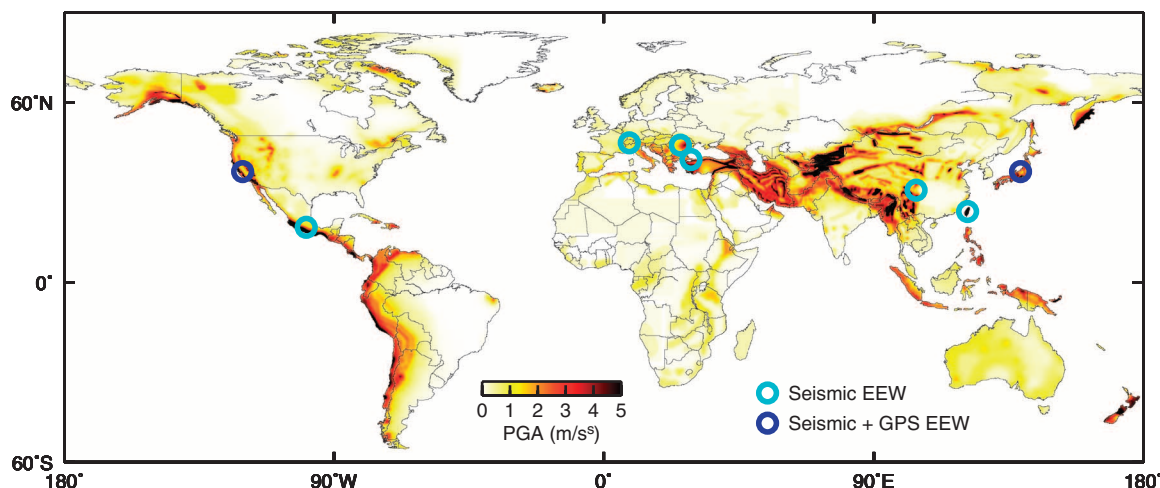 60˚N
0˚
60˚S
0 1 2 3 4 5
PGA (m/sˢ)
Seismic EEW
Seismic + GPS EEW
180˚ 90˚W 0˚ 90˚E 180˚